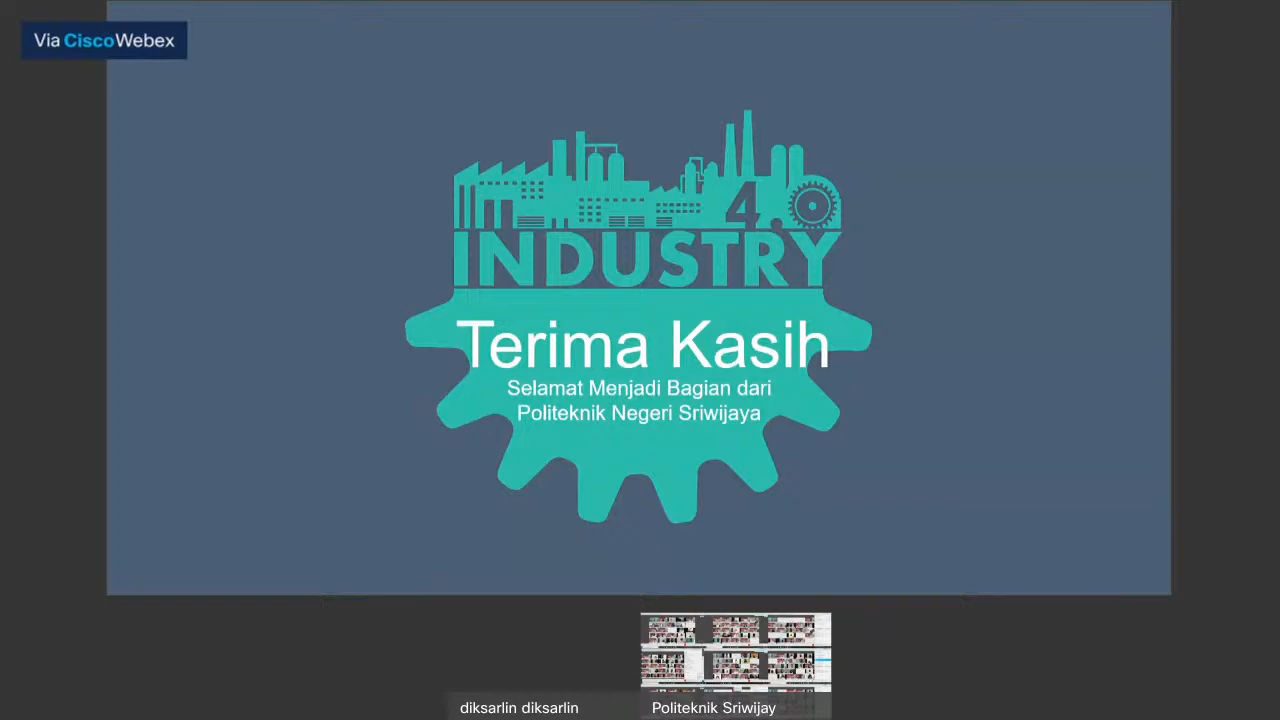 Via CiscoWebex
4.0
INDUSTRY
Terima Kasih
Selamat Menjadi Bagian dari
Politeknik Negeri Sriwijaya
diksarlin diksarlin
Politeknik Sriwijay